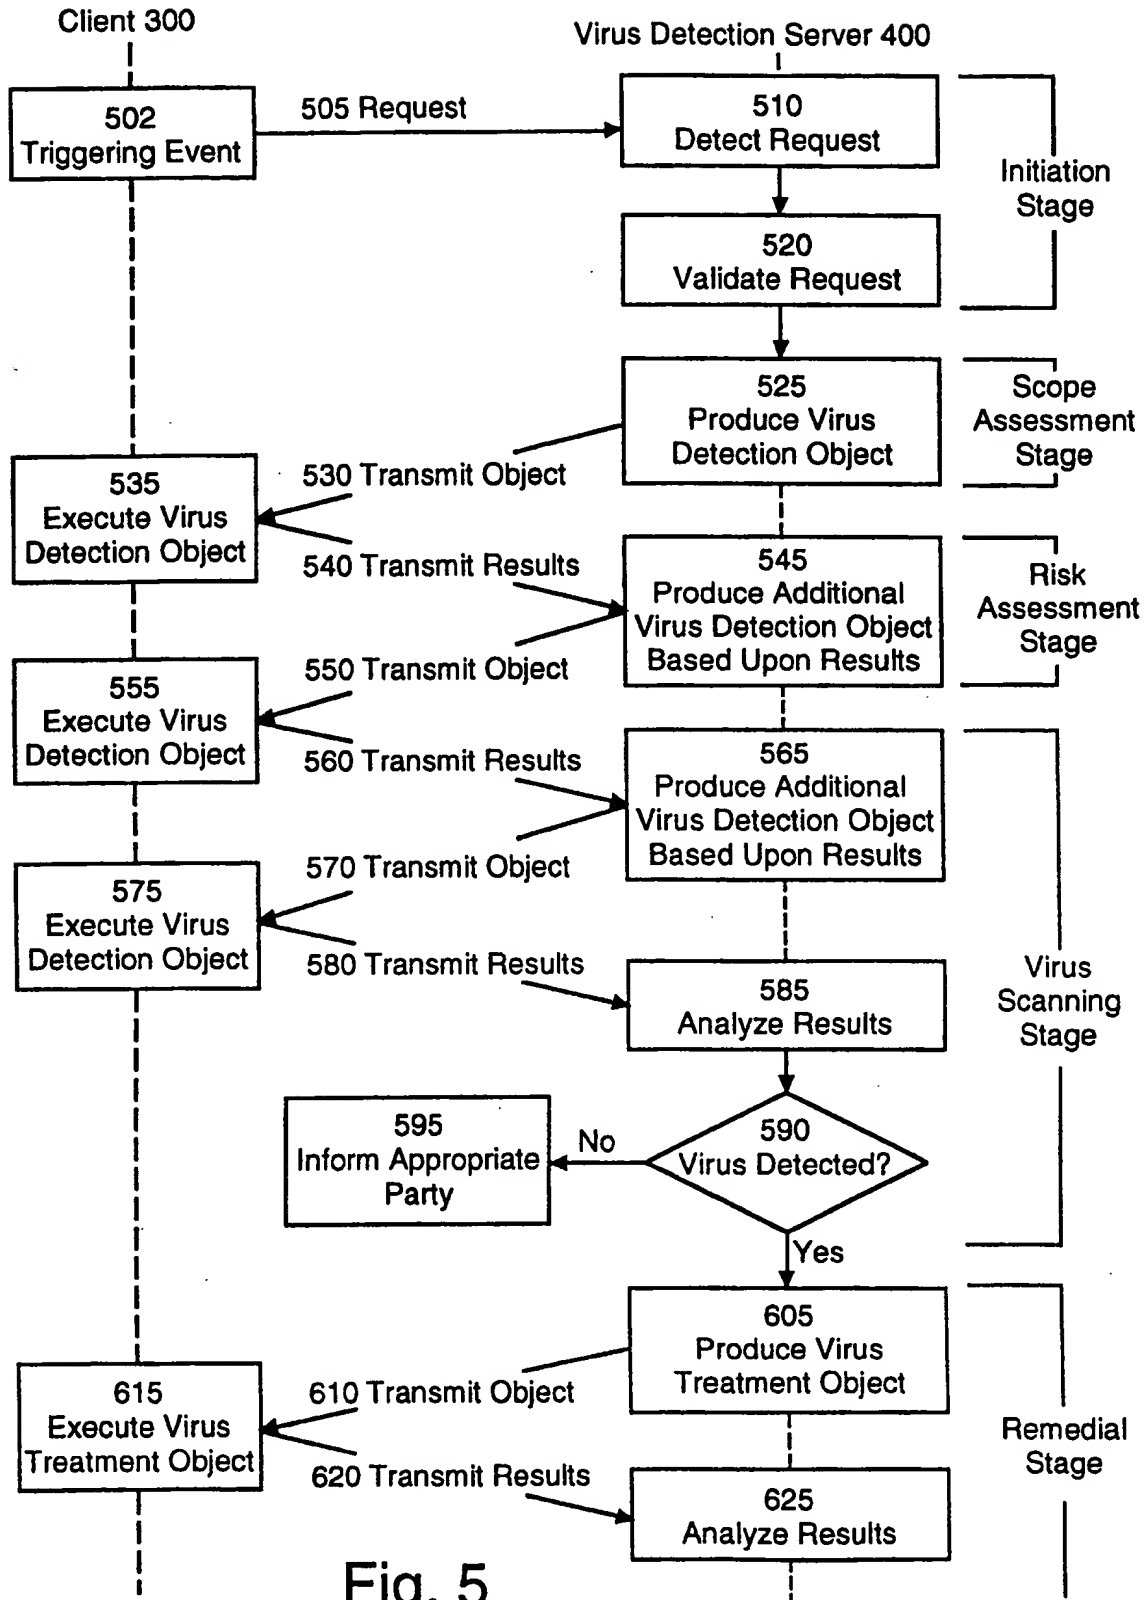 Client 300
Virus Detection Server 400
502
Triggering Event
505 Request
510
Detect Request
Initiation
Stage
520
Validate Request
525
Produce Virus
Detection Object
Scope
Assessment
Stage
530 Transmit Object
535
Execute Virus
Detection Object
540 Transmit Results
545
Produce Additional
Virus Detection Object
Based Upon Results
Risk
Assessment
Stage
550 Transmit Object
555
Execute Virus
Detection Object
560 Transmit Results
565
Produce Additional
Virus Detection Object
Based Upon Results
570 Transmit Object
575
Execute Virus
Detection Object
580 Transmit Results
585
Analyze Results
Virus
Scanning
Stage
590
Virus Detected?
No
595
Inform Appropriate
Party
Yes
605
Produce Virus
Treatment Object
610 Transmit Object
615
Execute Virus
Treatment Object
620 Transmit Results
625
Analyze Results
Remedial
Stage
Fig. 5